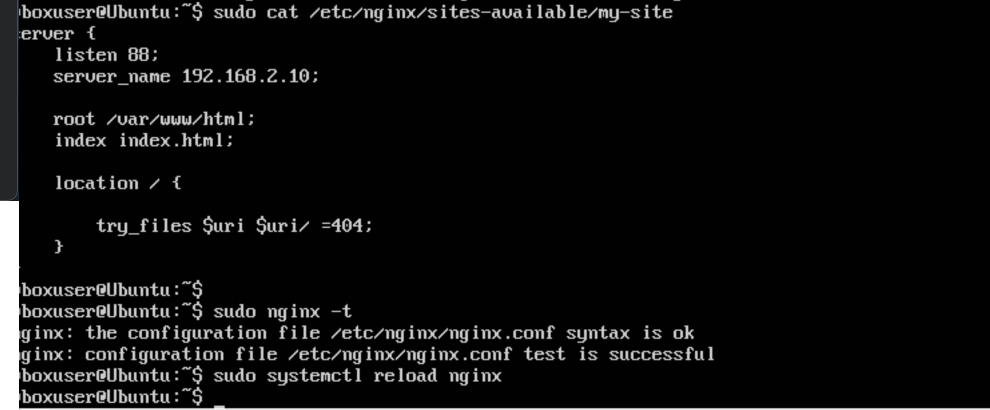 boxuser@Ubuntu:~$ sudo cat /etc/nginx/sites-available/my-site
erver {
    listen 88;
    server_name 192.168.2.10;
    root /var/www/html;
    index index.html;
    location / {
        try_files $uri $uri/ =404;
    }
boxuser@Ubuntu:~$
boxuser@Ubuntu:~$ sudo nginx -t
nginx: the configuration file /etc/nginx/nginx.conf syntax is ok
nginx: configuration file /etc/nginx/nginx.conf test is successful
boxuser@Ubuntu:~$ sudo systemctl reload nginx
boxuser@Ubuntu:~$ _